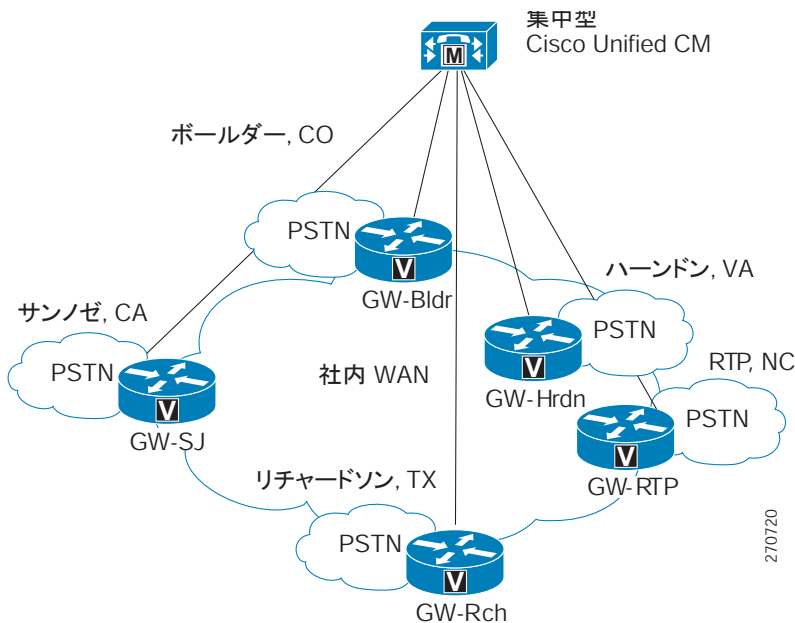 集中型
Cisco Unified CM
M
ボールダー, CO
PSTN
V
GW-Bldr
ハーンドン, VA
PSTN
V
GW-Hrdn
サンノゼ, CA
PSTN
V
GW-SJ
社内 WAN
RTP, NC
PSTN
V
GW-RTP
リチャードソン, TX
PSTN
V
GW-Rch
270720